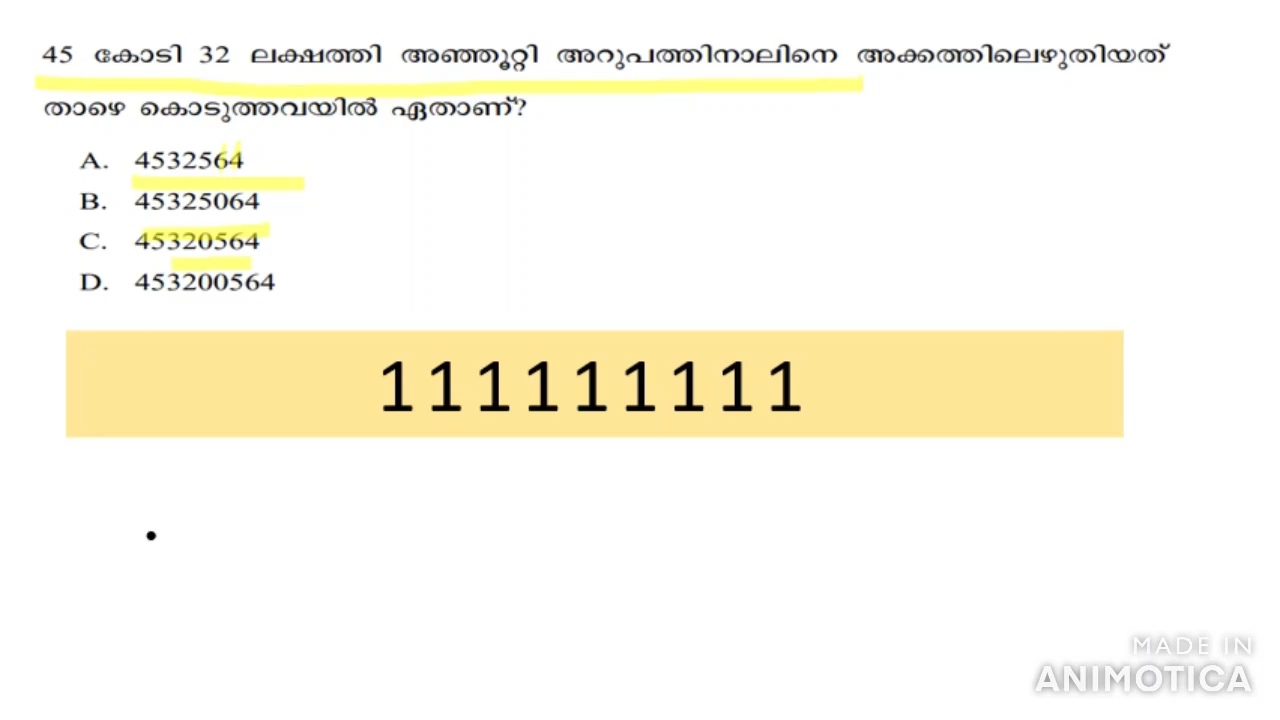 45 കോടി 32 ലക്ഷത്തി അഞ്ഞൂറ്റി അറുപത്തിനാലിനെ അക്കത്തിലെഴുതിയത്
താഴെ കൊടുത്തവയിൽ ഏതാണ്?
A. 4532564
B. 45325064
C. 45320564
D. 453200564
111111111
•
MADE IN
ANIMOTICA